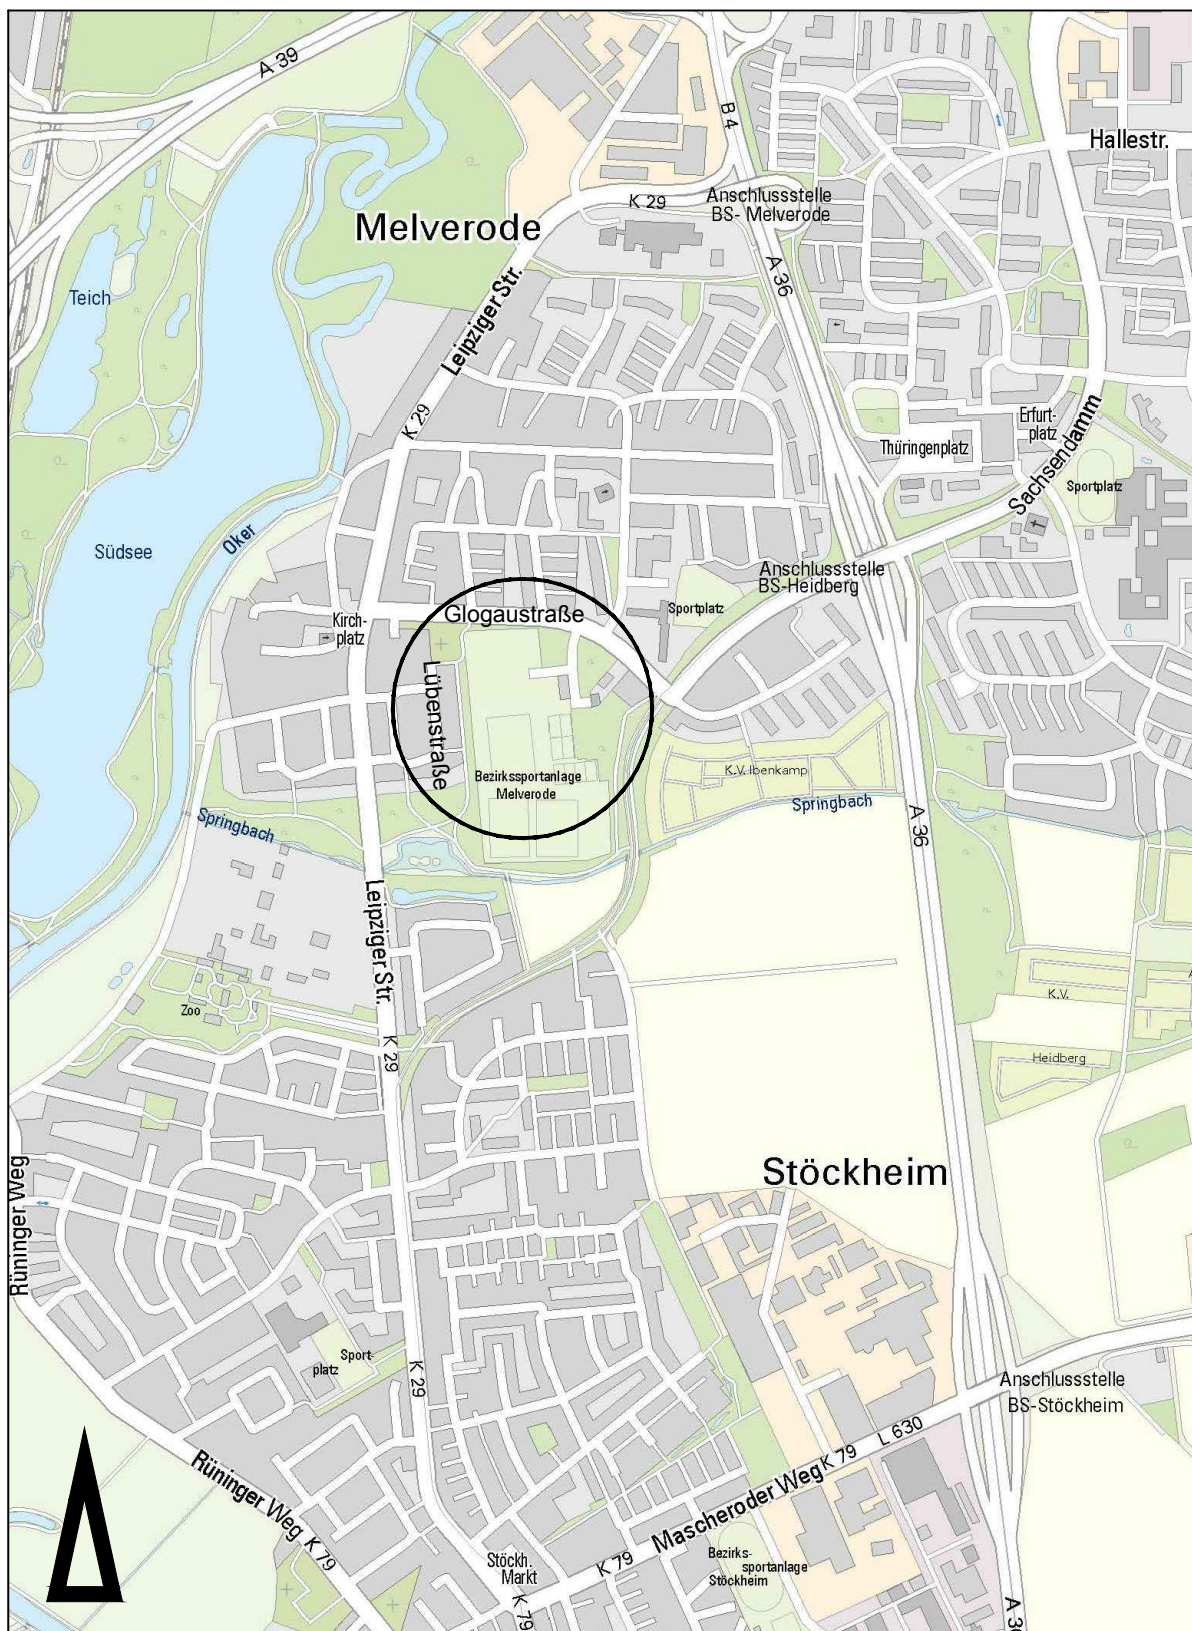 A 39
B 4
Hallestr.
K 29
Anschlussstelle
BS- Melverode
Melverode
A 36
Teich
Leipziger Str.
K 29
Erfurt-
platz
Thüringenplatz
Sachsendamm
Sportplatz
Oker
Südsee
Anschlussstelle
BS-Heidberg
Sportplatz
Glogaustraße
Kirch-
platz
Lübenstraße
K.V. Ibenkamp
Bezirkssportanlage
Melverode
Springbach
Springbach
A 36
Leipziger Str.
K.V.
Zoo
K 29
Heidberg
Stöckheim
Rüninger Weg
Sport-
platz
K 29
Anschlussstelle
BS-Stöckheim
L 630
K 79
Mascheroder Weg
Rüninger Weg
K 79
Stöckh.
Markt
K 79
Bezirks-
sportanlage
Stöckheim
K 79